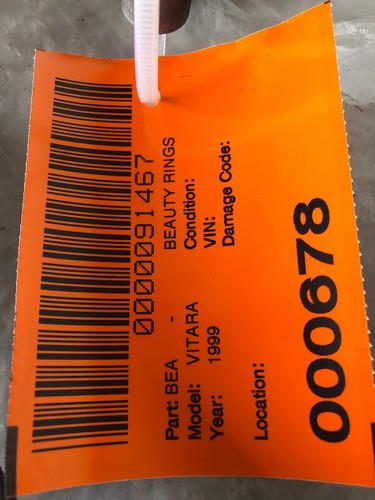 0000091467
Part: BEA - BEAUTY RINGS
Model: VITARA Condition:
Year: 1999 VIN:
Damage Code:
Location:
000678